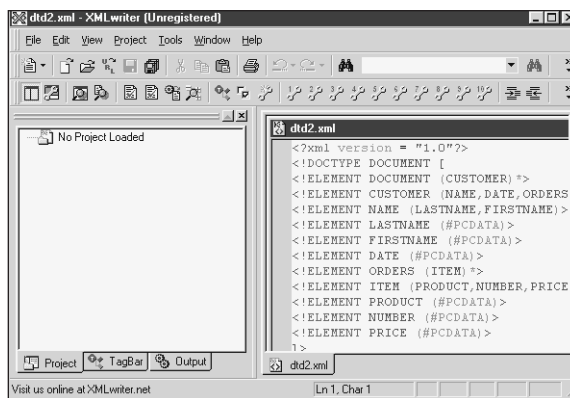 dtd2.xml - XMLwriter (Unregistered)
File Edit View Project Tools Window Help
No Project Loaded
dtd2.xml
<?xml version = "1.0"?>
<!DOCTYPE DOCUMENT [
<!ELEMENT DOCUMENT (CUSTOMER)*>
<!ELEMENT CUSTOMER (NAME,DATE,ORDERS
<!ELEMENT NAME (LASTNAME,FIRSTNAME)>
<!ELEMENT LASTNAME (#PCDATA)>
<!ELEMENT FIRSTNAME (#PCDATA)>
<!ELEMENT DATE (#PCDATA)>
<!ELEMENT ORDERS (ITEM)*>
<!ELEMENT ITEM (PRODUCT,NUMBER,PRICE
<!ELEMENT PRODUCT (#PCDATA)>
<!ELEMENT NUMBER (#PCDATA)>
<!ELEMENT PRICE (#PCDATA)>
]>
Project TagBar Output
dtd2.xml
Visit us online at XMLwriter.net
Ln 1, Char 1